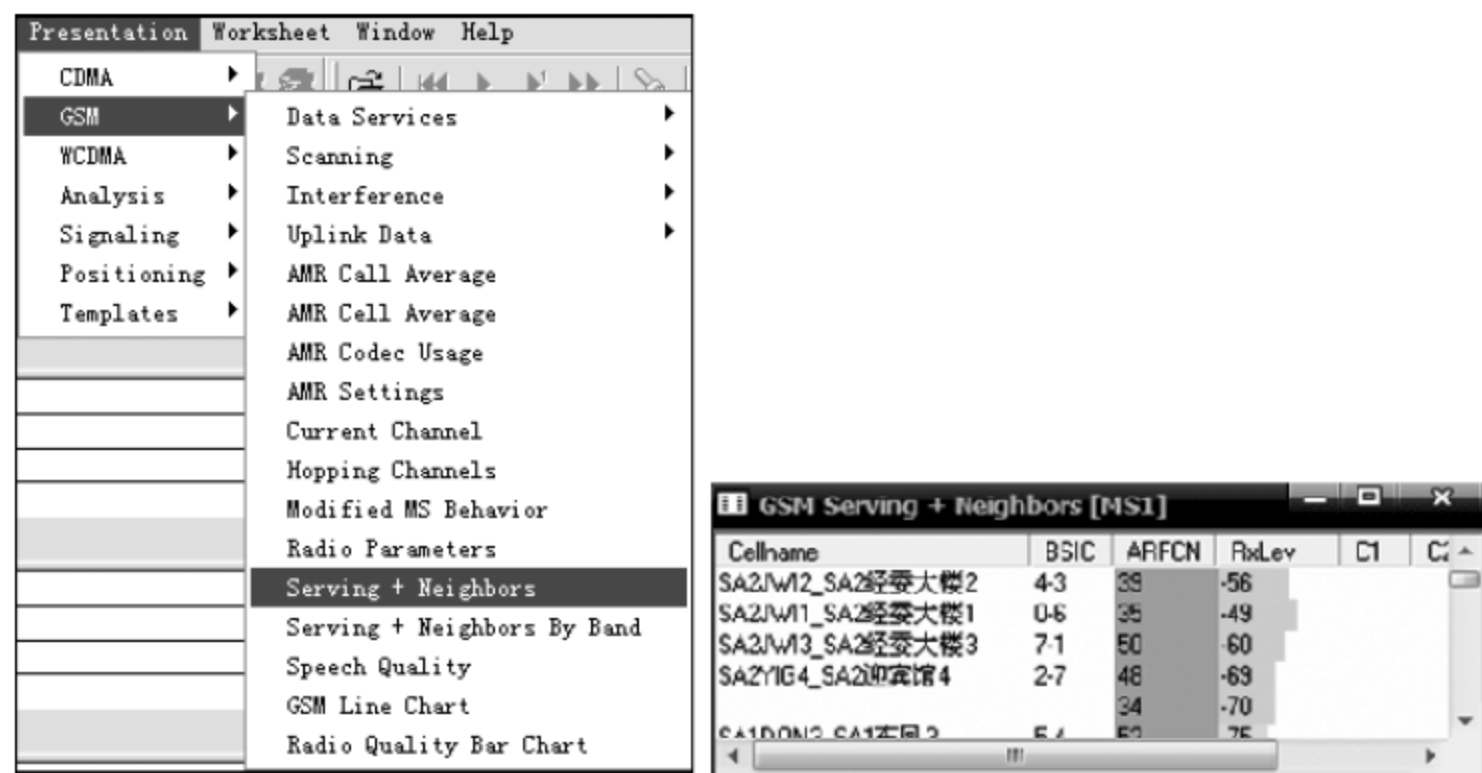 Presentation Worksheet Window Help
CDMA
GSM
WCDMA
Analysis
Signaling
Positioning
Templates
Data Services
Scanning
Interference
Uplink Data
AMR Call Average
AMR Cell Average
AMR Codec Usage
AMR Settings
Current Channel
Hopping Channels
Modified MS Behavior
Radio Parameters
Serving + Neighbors
Serving + Neighbors By Band
Speech Quality
GSM Line Chart
Radio Quality Bar Chart
GSM Serving + Neighbors [MS1]
Cellname BSIC ARFCN RxLev C1
SA2JWI2_SA2经委大楼2 4-3 39 -56
SA2JWI1_SA2经委大楼1 0-6 35 -49
SA2JWI3_SA2经委大楼3 7-1 50 -60
SA2YIG4_SA2迎宾馆4 2-7 48 -69
34 -70